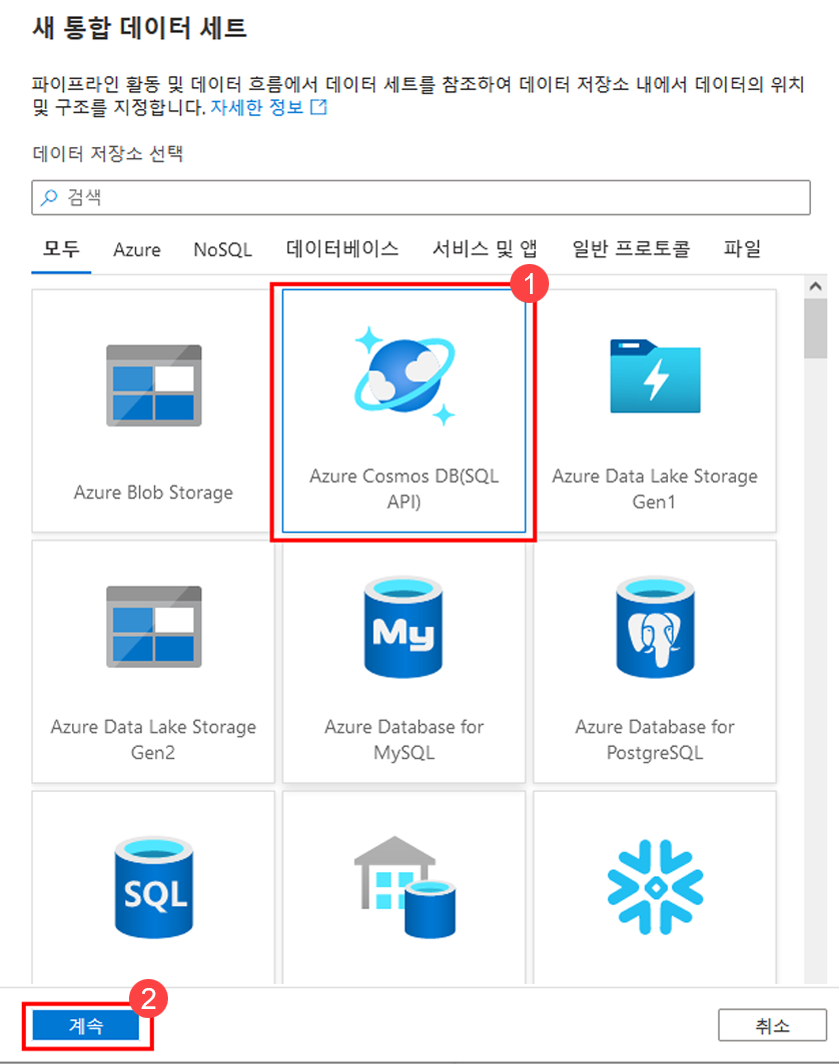 새 통합 데이터 세트
파이프라인 활동 및 데이터 흐름에서 데이터 세트를 참조하여 데이터 저장소 내에서 데이터의 위치
및 구조를 지정합니다. 자세한 정보
데이터 저장소 선택
검색
모두 Azure NoSQL 데이터베이스 서비스 및 앱 일반 프로토콜 파일
1
Azure Blob Storage
Azure Cosmos DB(SQL
API)
Azure Data Lake Storage
Gen1
Azure Data Lake Storage
Gen2
My
Azure Database for
MySQL
Azure Database for
PostgreSQL
SQL
2
계속
취소